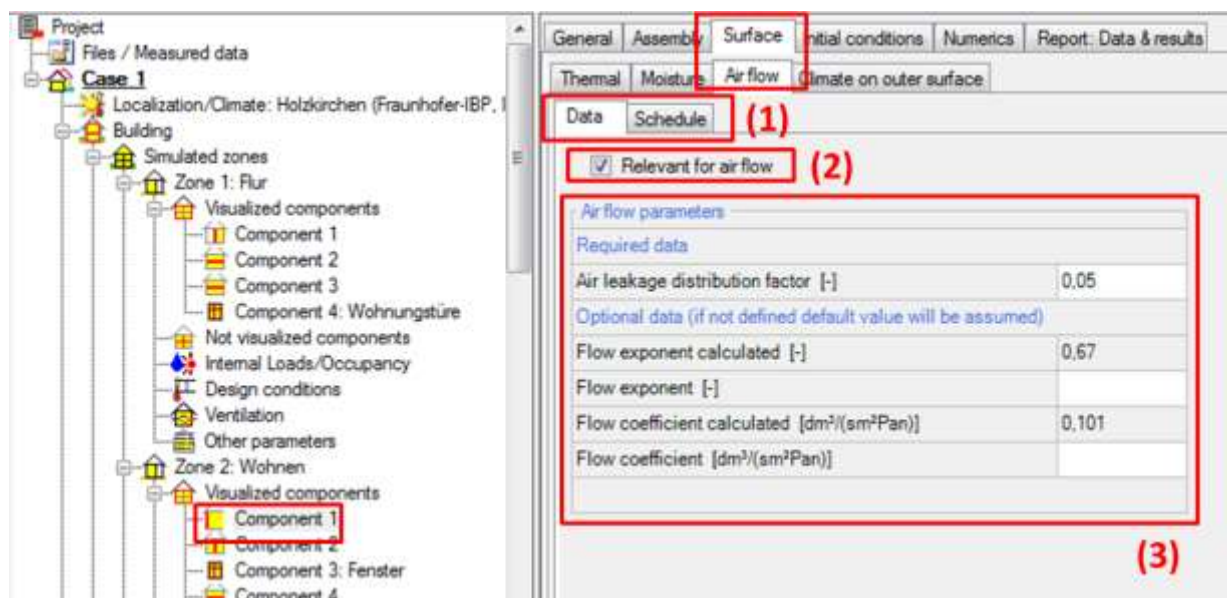 Project
Files / Measured data
Case 1
Localization/Climate: Holzkirchen (Fraunhofer-IBP,
Building
Simulated zones
Zone 1: Flur
Visualized components
Component 1
Component 2
Component 3
Component 4: Wohnungstüre
Not visualized components
Internal Loads/Occupancy
Design conditions
Ventilation
Other parameters
Zone 2: Wohnen
Visualized components
Component 1
Component 2
Component 3: Fenster
Component 4
General Assembly Surface Initial conditions Numerics Report: Data & results
Thermal Moisture Air flow Climate on outer surface
Data Schedule (1)
Relevant for air flow (2)
Air flow parameters
Required data
Air leakage distribution factor [-] 0,05
Optional data (if not defined default value will be assumed)
Flow exponent calculated [-] 0,67
Flow exponent [-]
Flow coefficient calculated [dm³/(sm²Pan)] 0,101
Flow coefficient [dm³/(sm²Pan)]
(3)